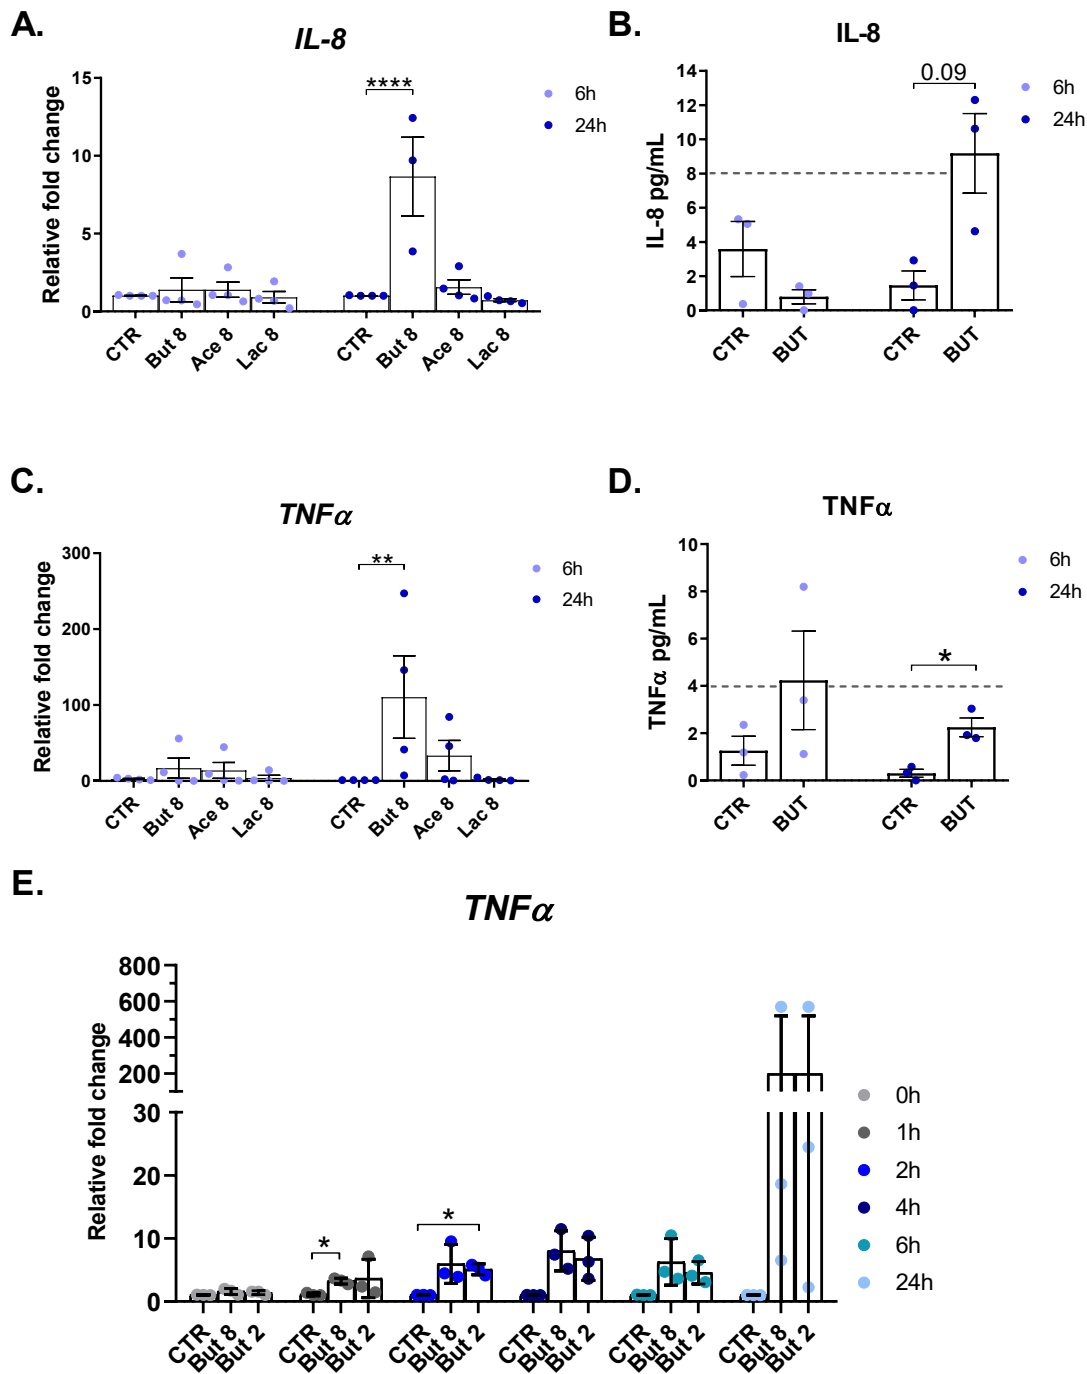 A.
IL-8
Relative fold change
15
10
5
0
****
CTR
But 8
Ace 8
Lac 8
CTR
But 8
Ace 8
Lac 8
6h
24h
B.
IL-8
IL-8 pg/mL
14
12
10
8
6
4
2
0
0.09
CTR
BUT
CTR
BUT
6h
24h
C.
TNFα
Relative fold change
300
200
100
0
**
CTR
But 8
Ace 8
Lac 8
CTR
But 8
Ace 8
Lac 8
6h
24h
D.
TNFα
TNFα pg/mL
10
8
6
4
2
0
*
CTR
BUT
CTR
BUT
6h
24h
E.
TNFα
Relative fold change
800
600
400
200
30
20
10
0
*
*
CTR
But 8
But 2
CTR
But 8
But 2
CTR
But 8
But 2
CTR
But 8
But 2
CTR
But 8
But 2
CTR
But 8
But 2
0h
1h
2h
4h
6h
24h